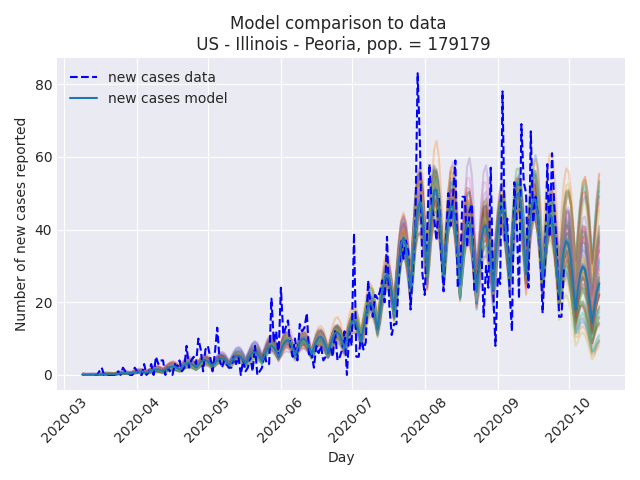 Model comparison to data
US - Illinois - Peoria, pop. = 179179
new cases data
new cases model
Number of new cases reported
80
60
40
20
0
2020-03
2020-04
2020-05
2020-06
2020-07
2020-08
2020-09
2020-10
Day